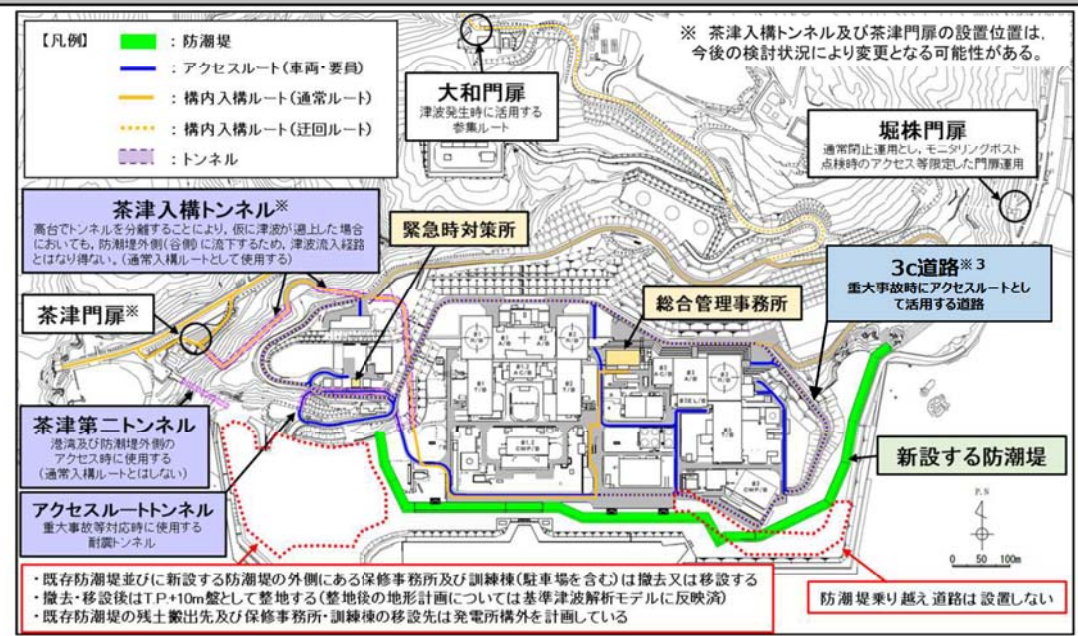 【凡例】
：防潮堤
：アクセスルート(車両・要員)
：構内入構ルート(通常ルート)
：構内入構ルート(迂回ルート)
：トンネル
※ 茶津入構トンネル及び茶津門扉の設置位置は，
今後の検討状況により変更となる可能性がある。
大和門扉
津波発生時に活用する
参集ルート
堀株門扉
通常閉止運用とし，モニタリングポスト
点検時のアクセス等限定した門扉運用
茶津入構トンネル※
高台でトンネルを分離することにより，仮に津波が遡上した場合
においても，防潮堤外側(谷側)に流下するため，津波流入経路
とはなり得ない。(通常入構ルートとして使用する)
緊急時対策所
3c道路※3
重大事故時にアクセスルートとし
て活用する道路
総合管理事務所
茶津門扉※
茶津第二トンネル
港湾及び防潮堤外側の
アクセス時に使用する
(通常入構ルートとはしない)
新設する防潮堤
アクセスルートトンネル
重大事故等対応時に使用する
耐震トンネル
P.N
0 50 100m
・既存防潮堤並びに新設する防潮堤の外側にある保修事務所及び訓練棟(駐車場を含む)は撤去又は移設する
・撤去・移設後はT.P.+10m盤として整地する(整地後の地形計画については基準津波解析モデルに反映済)
・既存防潮堤の残土搬出先及び保修事務所・訓練棟の移設先は発電所構外を計画している
防潮堤乗り越え道路は設置しない